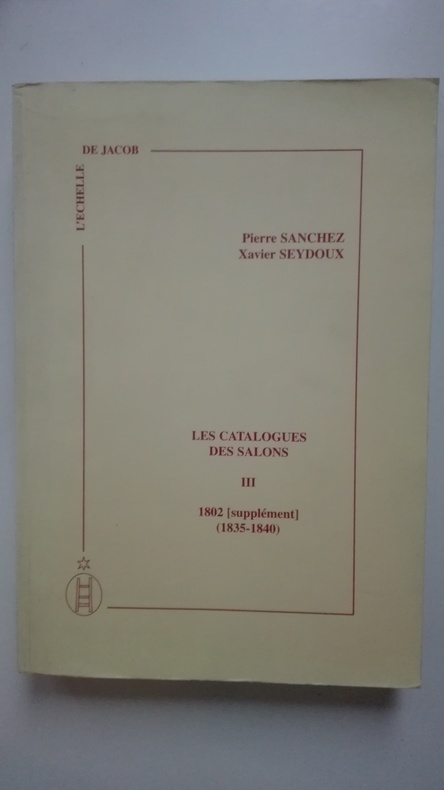 L'ECHELLE
DE JACOB
Pierre SANCHEZ
Xavier SEYDOUX
LES CATALOGUES
DES SALONS
III
1802 [supplément]
(1835-1840)